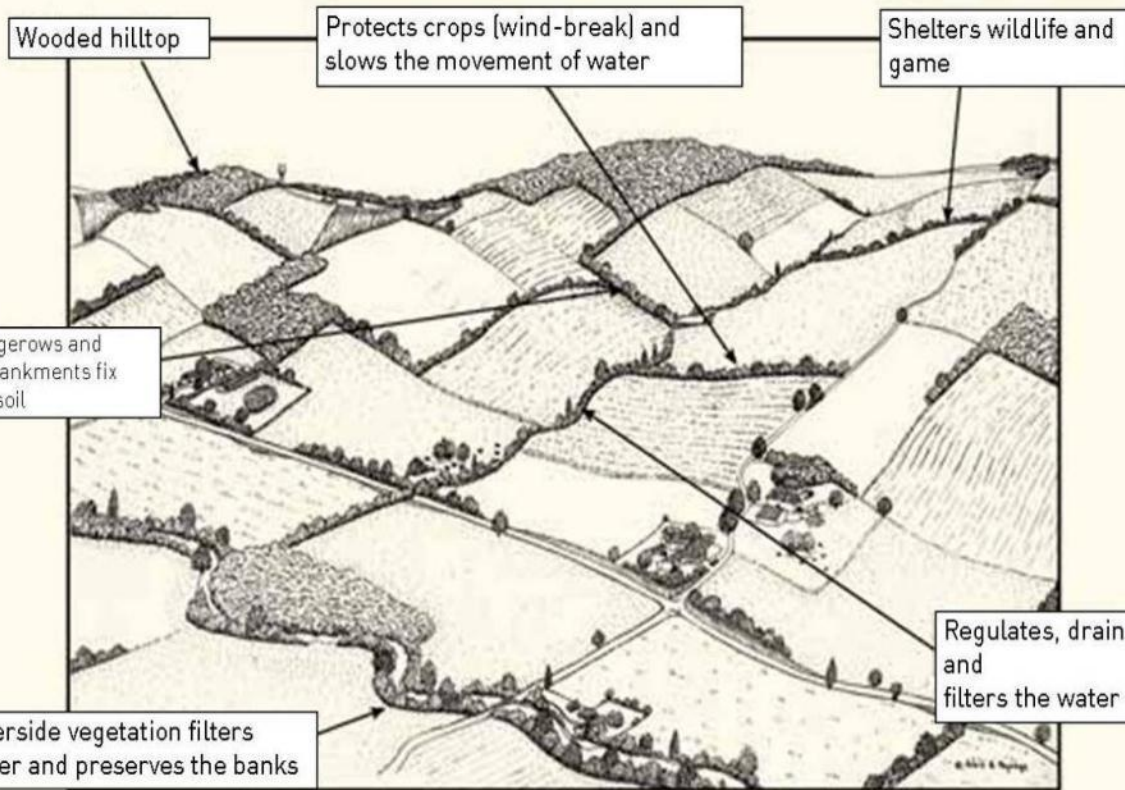 Wooded hilltop
Protects crops (wind-break) and
slows the movement of water
Shelters wildlife and
game
gerows and
ankments fix
soil
Regulates, drain
and
filters the water
erside vegetation filters
er and preserves the banks